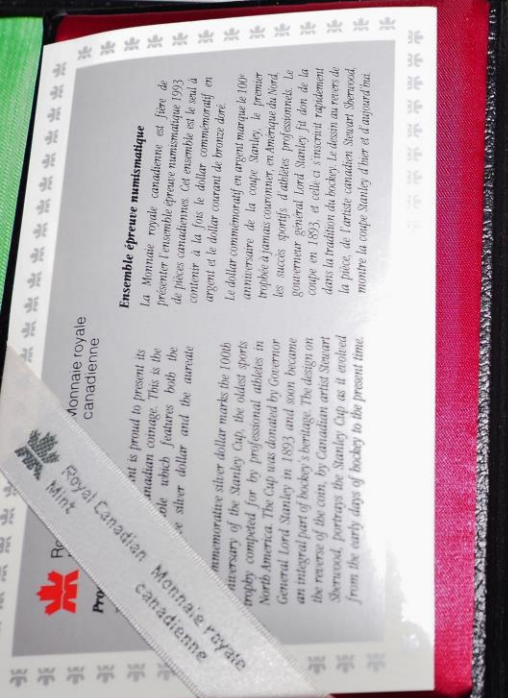 Monnaie royale
canadienne
Royal Canadian
Mint
Monnaie royale
canadienne
is proud to present its
coinage. This is the
which features both the
silver dollar and the aureate
silver dollar marks the 100th
of the Stanley Cup, the oldest sports
trophy competed for by professional athletes in
North America. The Cup was donated by Governor
General Lord Stanley in 1893 and soon became
an integral part of hockey's heritage. The design on
the reverse of the coin, by Canadian artist Stewart
Sherwood, portrays the Stanley Cup as it evolved
from the early days of hockey to the present time.
Ensemble épreuve numismatique
La Monnaie royale canadienne est fière de
présenter l'ensemble épreuve numismatique 1993
de pièces canadiennes. Cet ensemble est le seul à
contenir à la fois le dollar commémoratif en
argent et le dollar courant de bronze doré.
Le dollar commémoratif en argent marque le 100e
anniversaire de la coupe Stanley, le premier
trophée à jamais couronner, en Amérique du Nord,
les succès sportifs d'athlètes professionnels. Le
gouverneur général Lord Stanley fit don de la
coupe en 1893, et celle-ci s'inscrivit rapidement
dans la tradition du hockey. Le dessin au revers de
la pièce, de l'artiste canadien Stewart Sherwood,
montre la coupe Stanley d'hier et d'aujourd'hui.